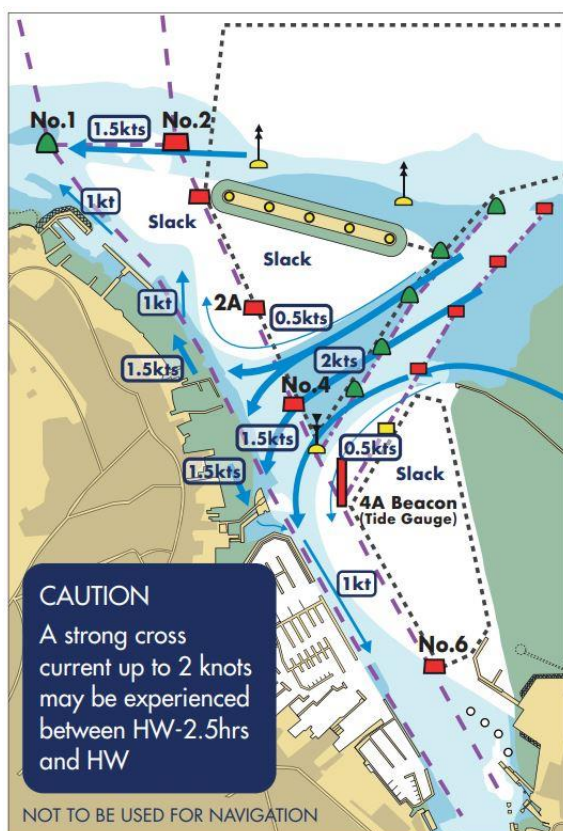 No.1
1.5kts
No.2
1kt
Slack
Slack
1kt
2A
0.5kts
1.5kts
2kts
No.4
1.5kts
0.5kts
1.5kts
Slack
4A Beacon
(Tide Gauge)
1kt
No.6
CAUTION
A strong cross
current up to 2 knots
may be experienced
between HW-2.5hrs
and HW
NOT TO BE USED FOR NAVIGATION